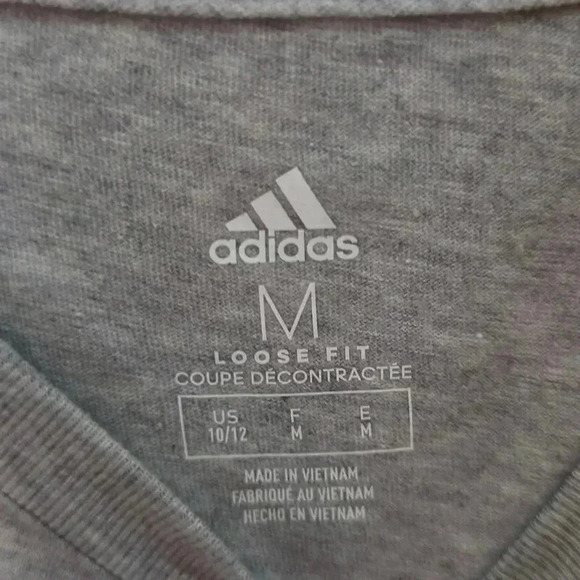 adidas
M
LOOSE FIT
COUPE DÉCONTRACTÉE
US F E
10/12 M M
MADE IN VIETNAM
FABRIQUÉ AU VIETNAM
HECHO EN VIETNAM